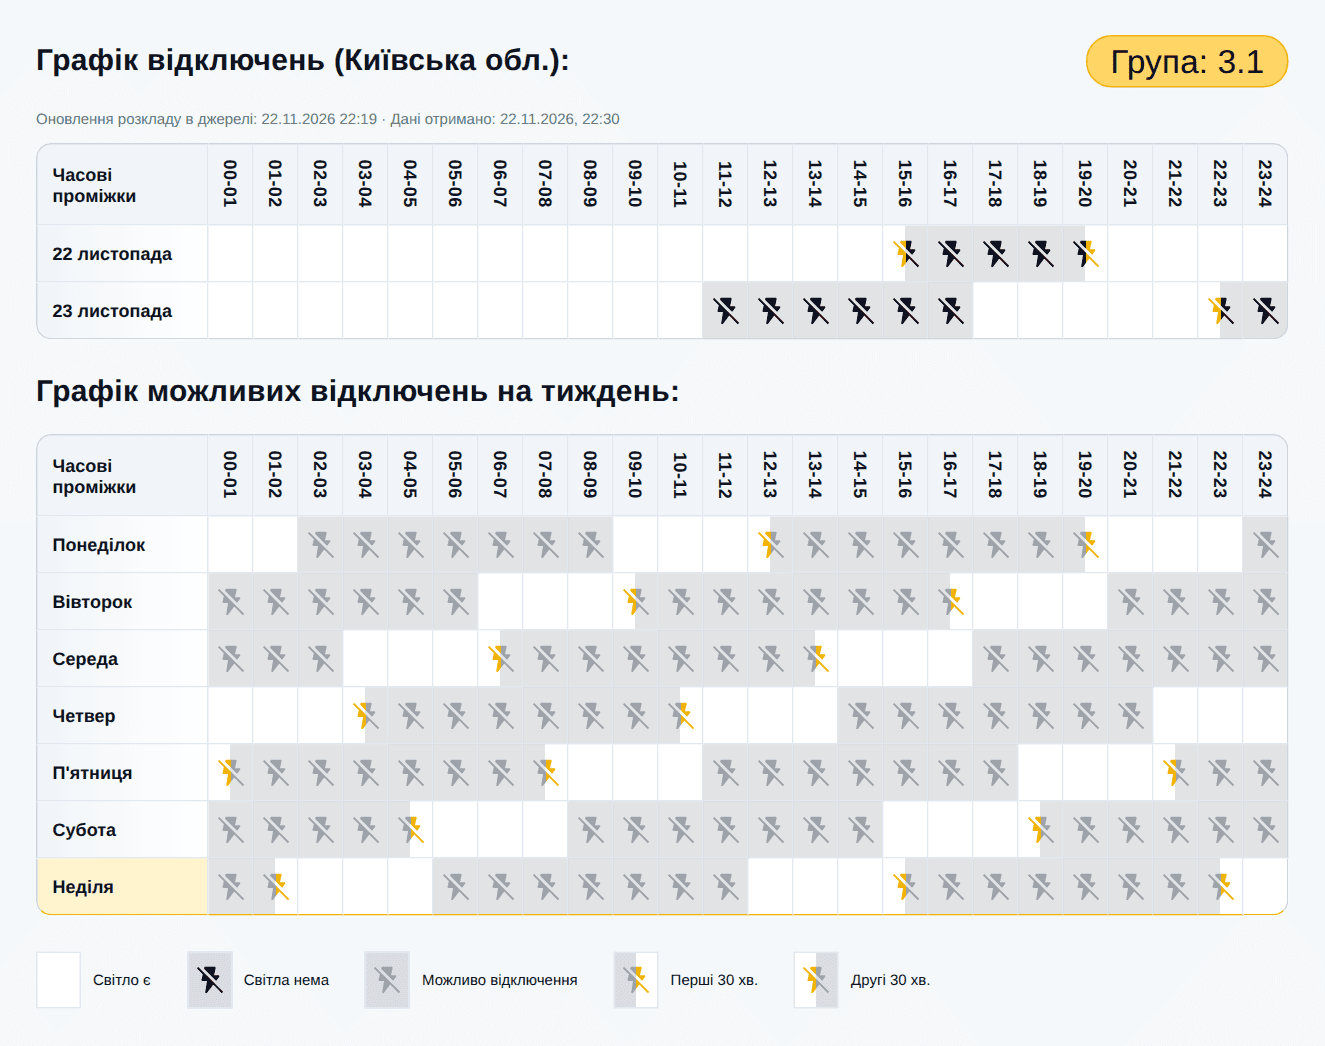 Графік відключень (Київська обл.):
Група: 3.1
Оновлення розкладу в джерелі: 22.11.2026 22:19 · Дані отримано: 22.11.2026, 22:30
Часові
проміжки
00-01 01-02 02-03 03-04 04-05 05-06 06-07 07-08 08-09 09-10 10-11 11-12 12-13 13-14 14-15 15-16 16-17 17-18 18-19 19-20 20-21 21-22 22-23 23-24
22 листопада
23 листопада
Графік можливих відключень на тиждень:
Часові
проміжки
00-01 01-02 02-03 03-04 04-05 05-06 06-07 07-08 08-09 09-10 10-11 11-12 12-13 13-14 14-15 15-16 16-17 17-18 18-19 19-20 20-21 21-22 22-23 23-24
Понеділок
Вівторок
Середа
Четвер
П'ятниця
Субота
Неділя
Світло є Світла нема Можливо відключення Перші 30 хв. Другі 30 хв.